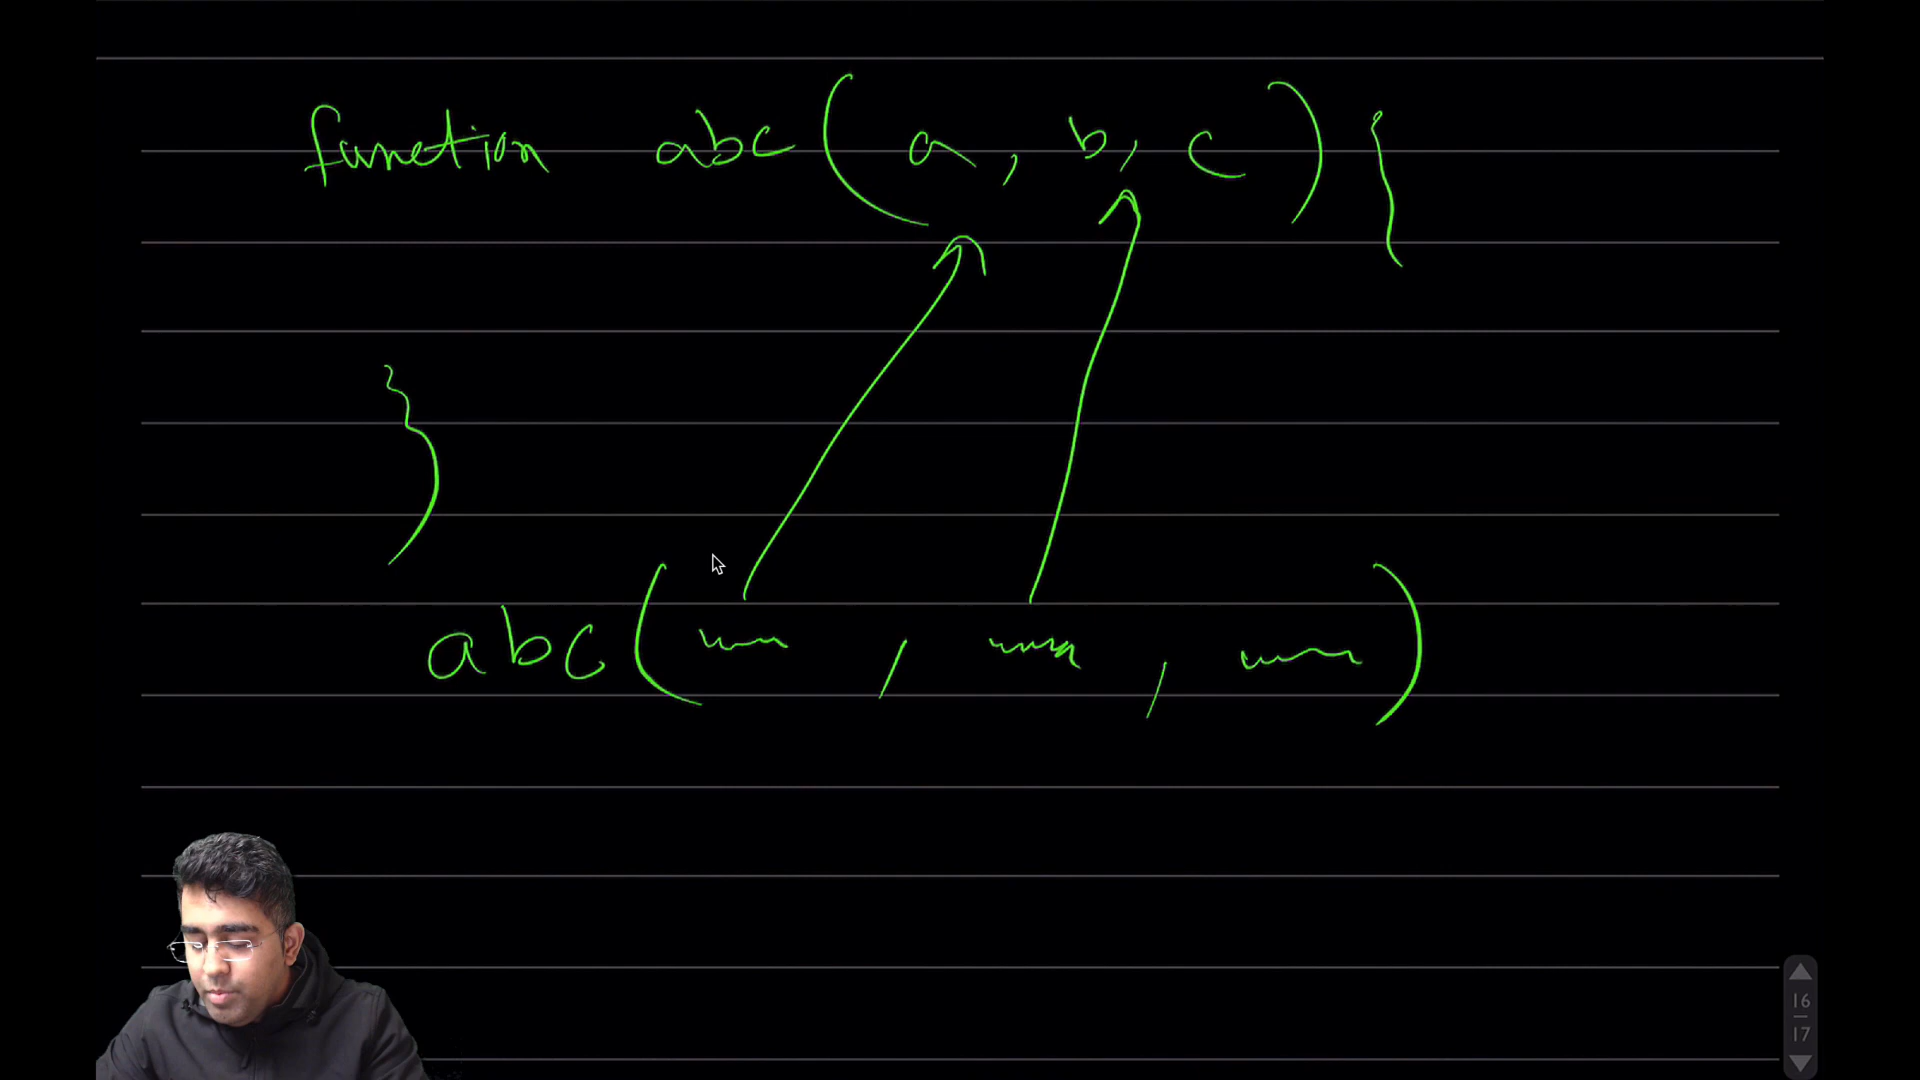 function abc(a, b, c){
}
abc( , , )
16
17